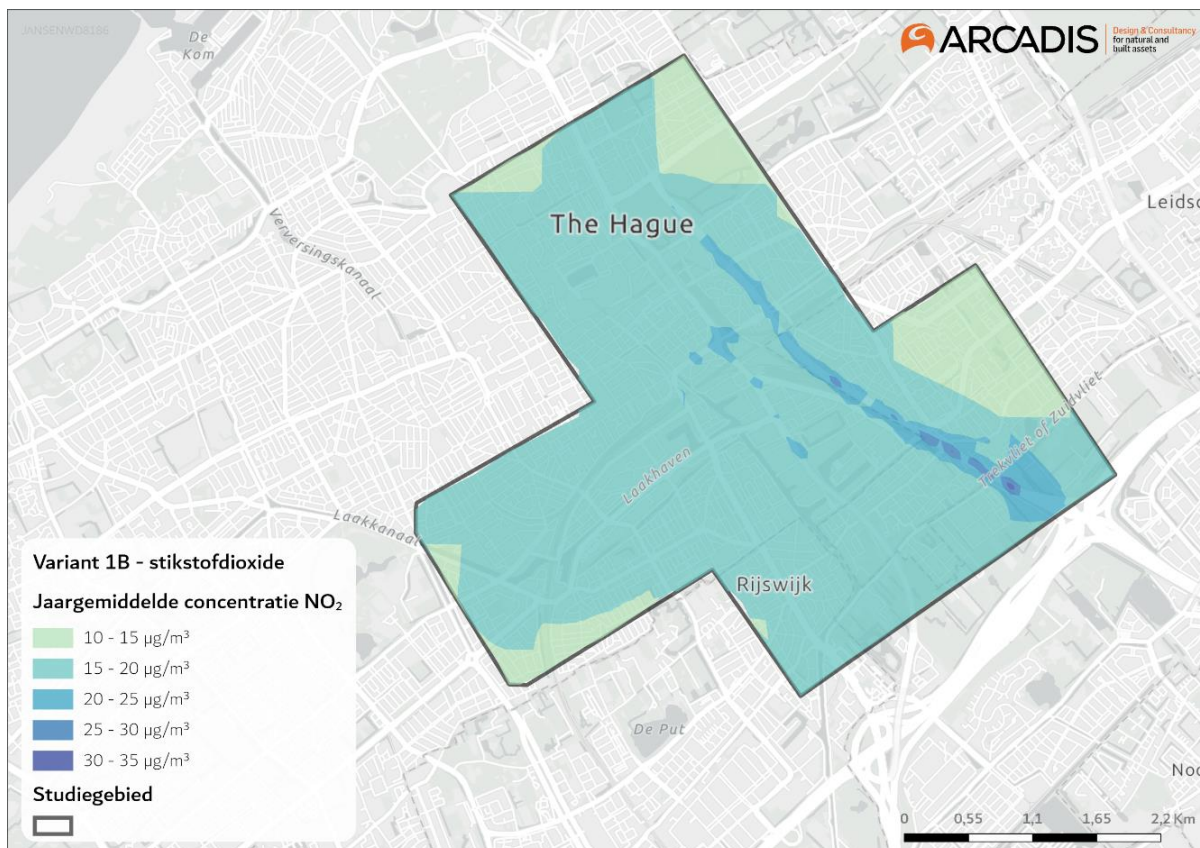 JANSENWD8186
De
Kom
ARCADIS
Design & Consultancy
for natural and
built assets
Verversingskanaal
The Hague
Leidsc
Laakhaven
Trekvliet of Zuidvliet
Laakkanaal
Rijswijk
De Put
Noo
Variant 1B - stikstofdioxide
Jaargemiddelde concentratie NO₂
10 - 15 µg/m³
15 - 20 µg/m³
20 - 25 µg/m³
25 - 30 µg/m³
30 - 35 µg/m³
Studiegebied
0 0,55 1,1 1,65 2,2 Km